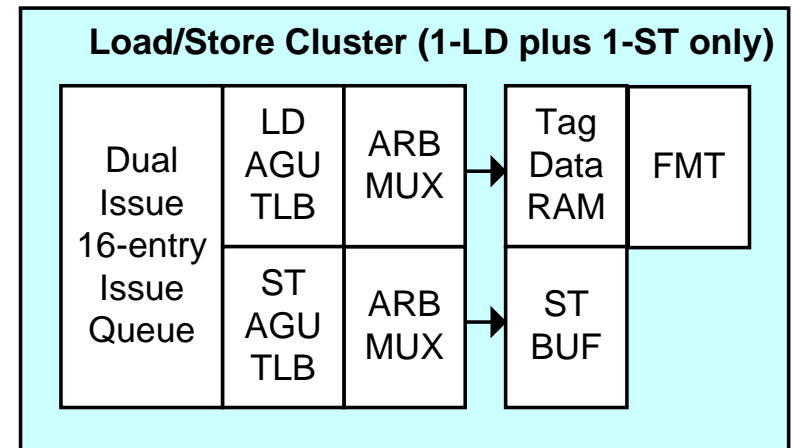 Load/Store Cluster (1-LD plus 1-ST only)
Dual
Issue
16-entry
Issue
Queue
LD
AGU
TLB
ARB
MUX
Tag
Data
RAM
FMT
ST
AGU
TLB
ARB
MUX
ST
BUF